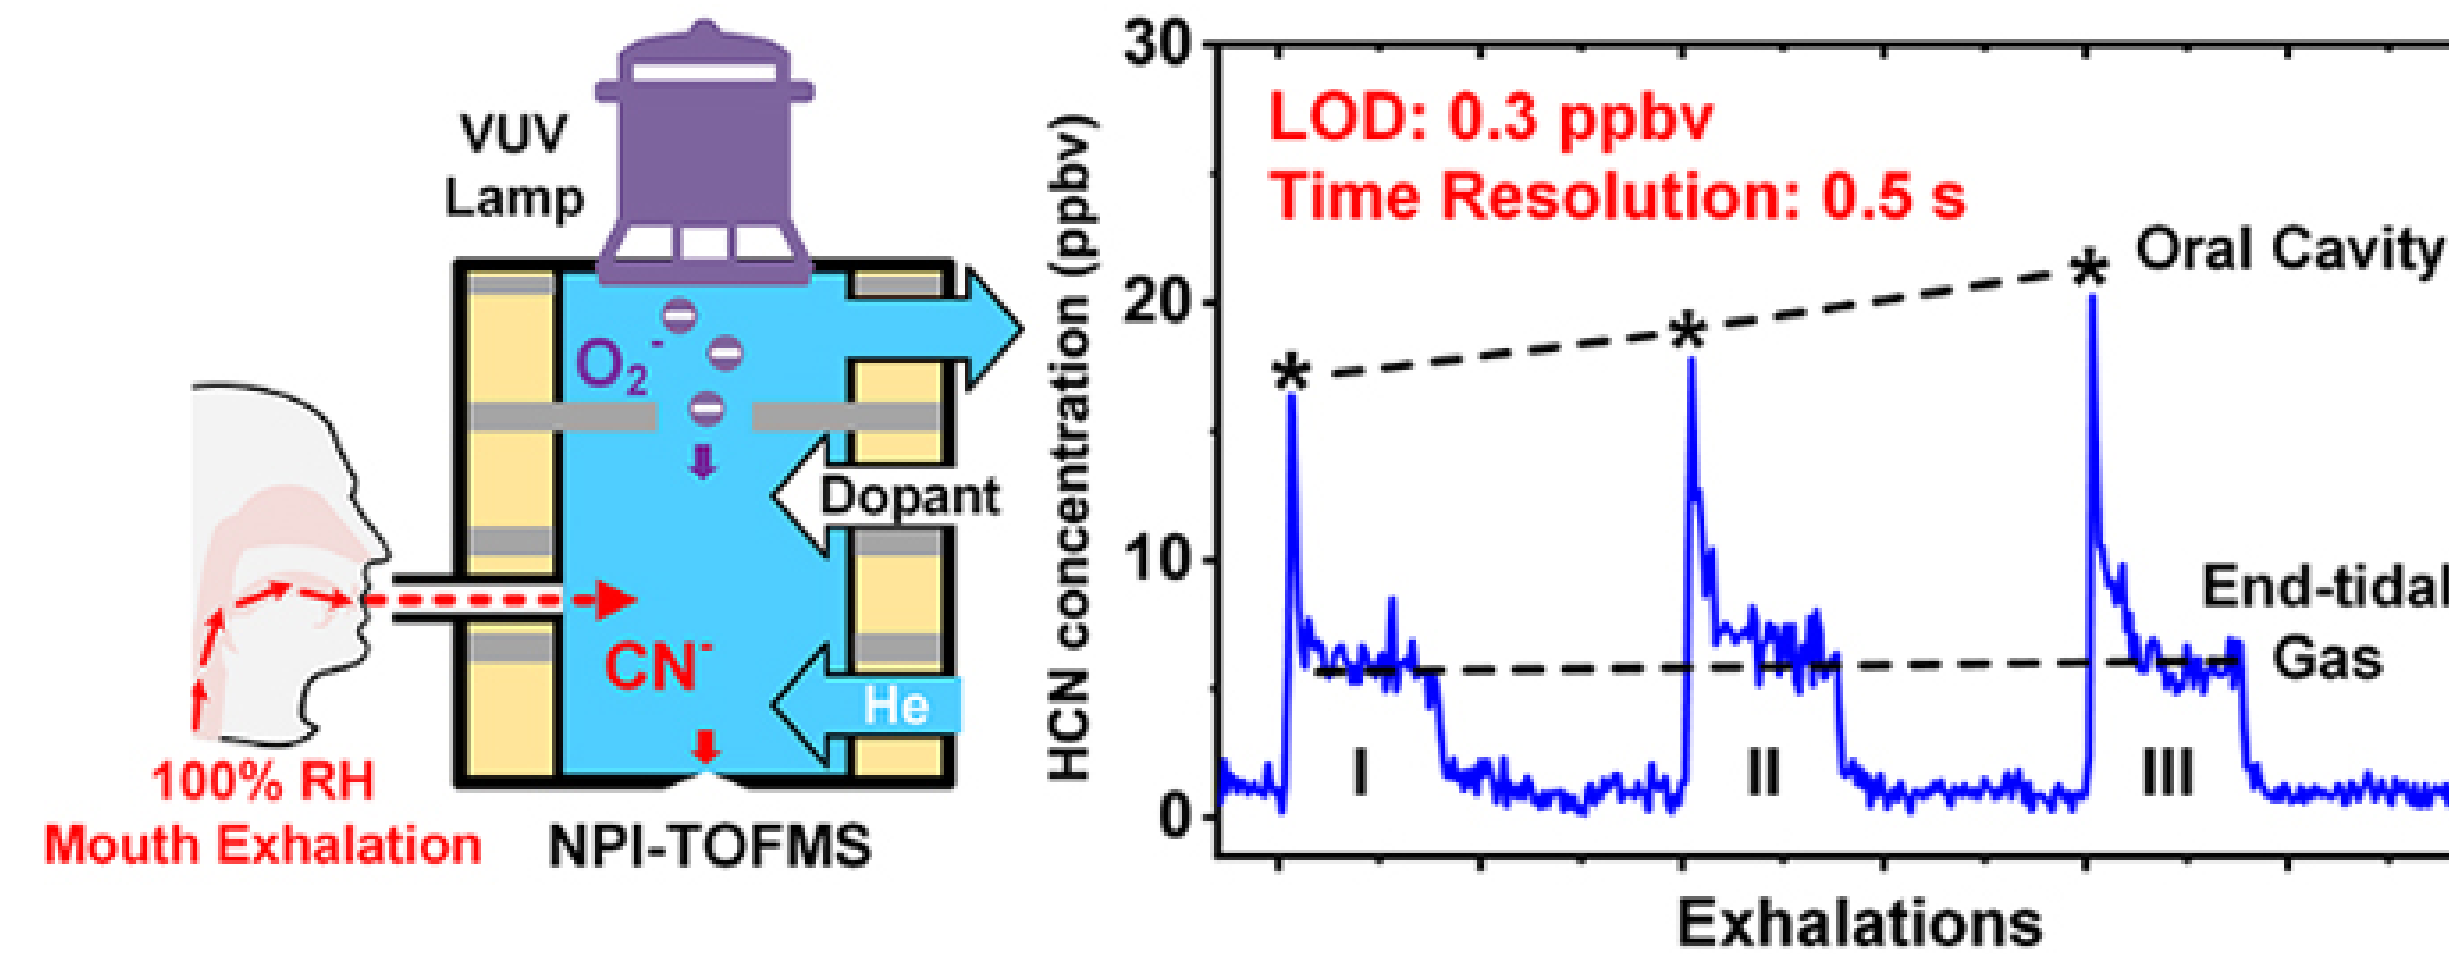 VUV
Lamp
O2-
Dopant
CN-
He
100% RH
Mouth Exhalation
NPI-TOFMS
HCN concentration (ppbv)
30
20
10
0
LOD: 0.3 ppbv
Time Resolution: 0.5 s
* * * Oral Cavity
End-tidal
Gas
I II III
Exhalations